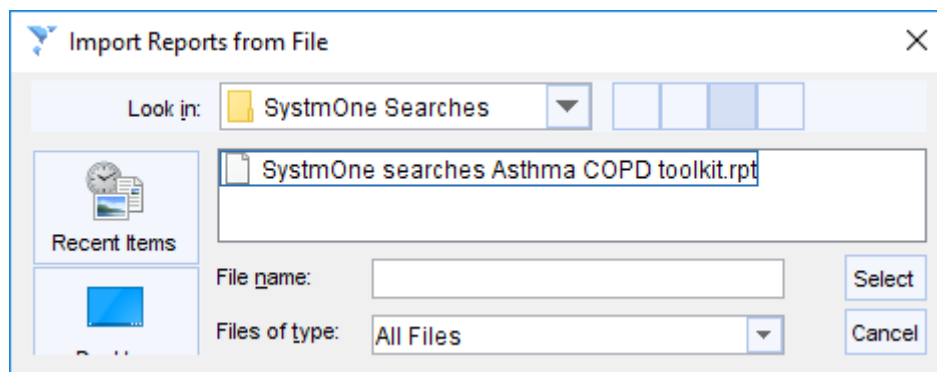 Import Reports from File
Look in: SystmOne Searches
SystmOne searches Asthma COPD toolkit.rpt
Recent Items
File name: Select
Files of type: All Files Cancel